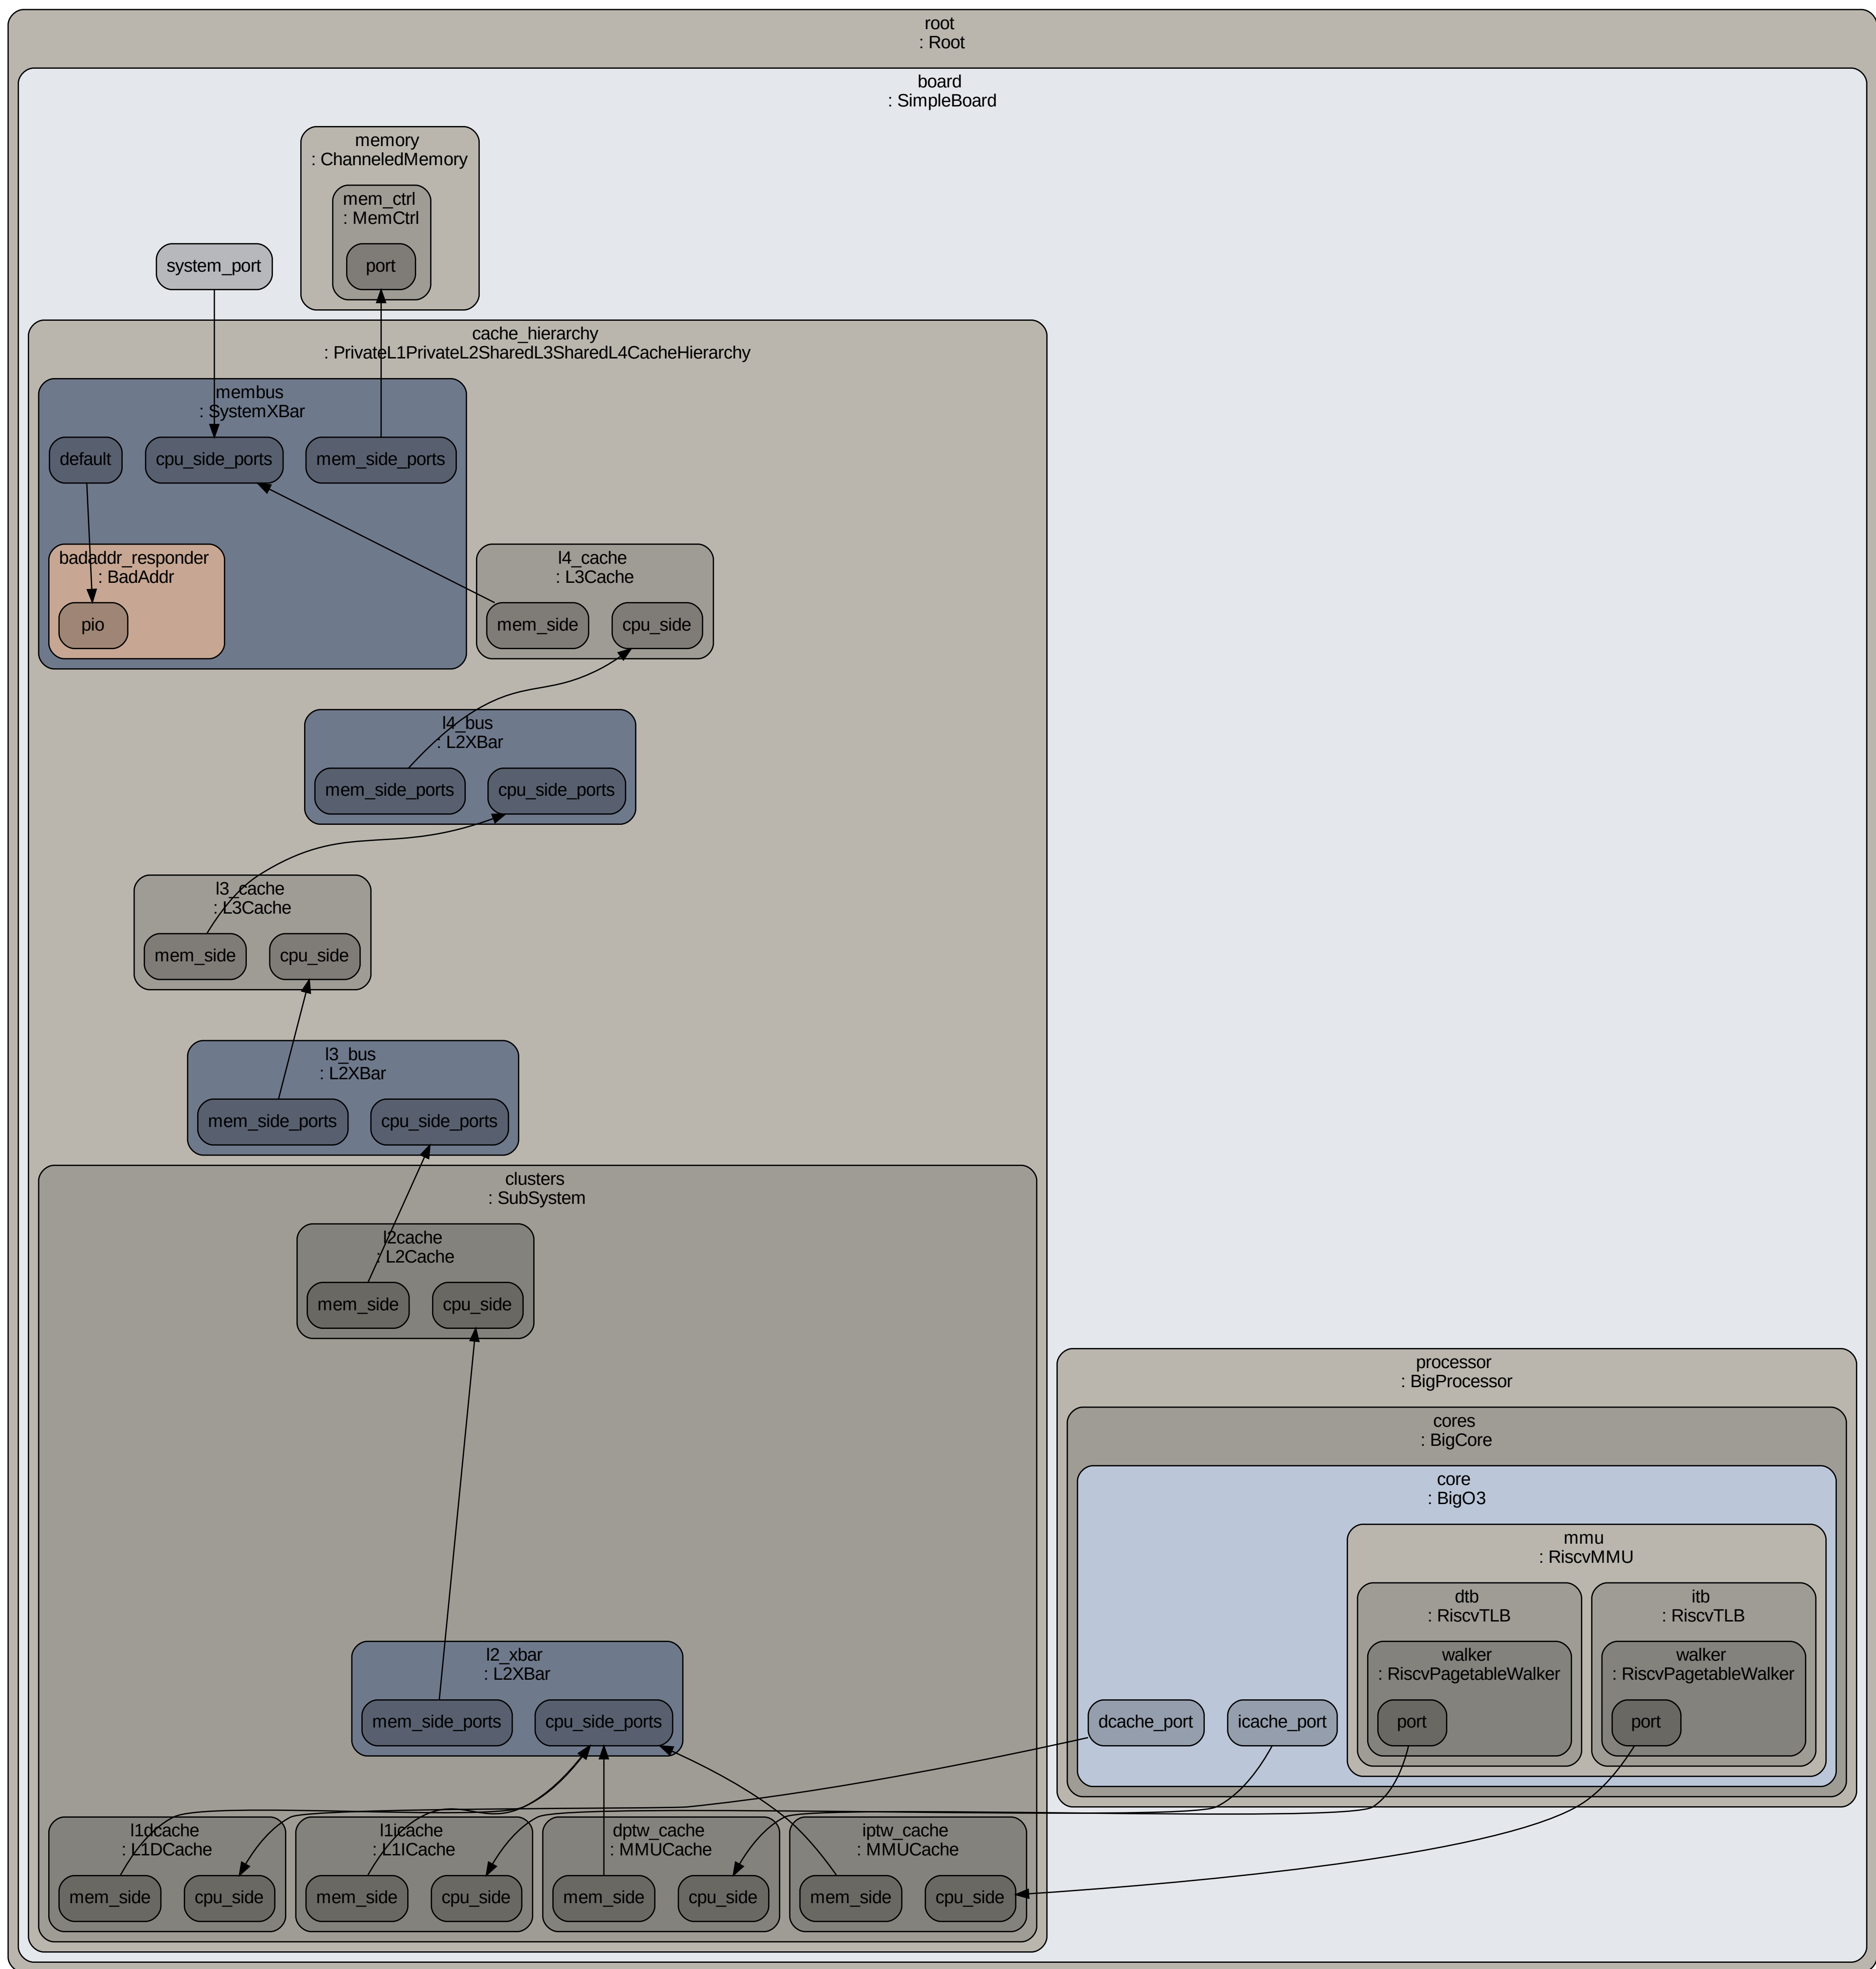 root
: Root
board
: SimpleBoard
memory
: ChanneledMemory
mem_ctrl
: MemCtrl
port
system_port
cache_hierarchy
: PrivateL1PrivateL2SharedL3SharedL4CacheHierarchy
membus
: SystemXBar
default
cpu_side_ports
mem_side_ports
badaddr_responder
: BadAddr
pio
l4_cache
: L3Cache
mem_side
cpu_side
l4_bus
: L2XBar
mem_side_ports
cpu_side_ports
l3_cache
: L3Cache
mem_side
cpu_side
l3_bus
: L2XBar
mem_side_ports
cpu_side_ports
clusters
: SubSystem
l2cache
: L2Cache
mem_side
cpu_side
l2_xbar
: L2XBar
mem_side_ports
cpu_side_ports
l1dcache
: L1DCache
mem_side
cpu_side
l1icache
: L1ICache
mem_side
cpu_side
dptw_cache
: MMUCache
mem_side
cpu_side
iptw_cache
: MMUCache
mem_side
cpu_side
processor
: BigProcessor
cores
: BigCore
core
: BigO3
mmu
: RiscvMMU
dtb
: RiscvTLB
walker
: RiscvPagetableWalker
port
itb
: RiscvTLB
walker
: RiscvPagetableWalker
port
dcache_port
icache_port